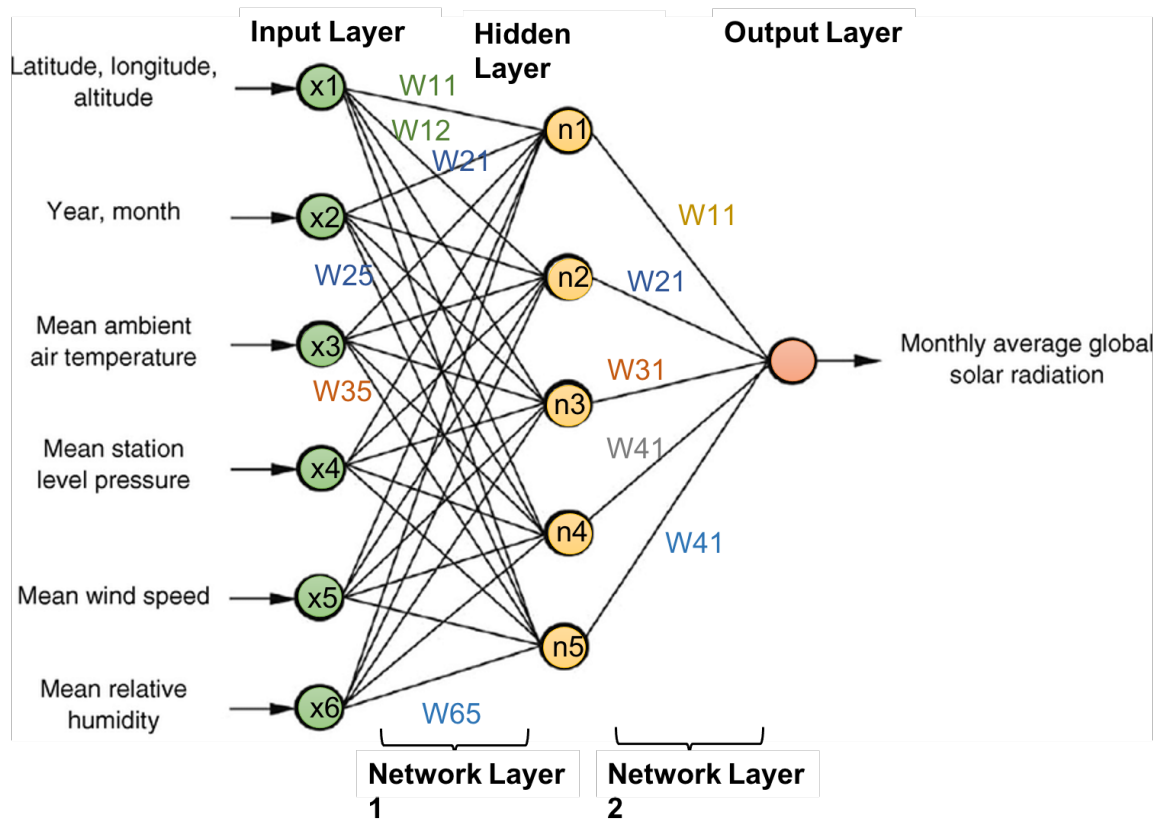 Input Layer
Hidden
Layer
Output Layer
Latitude, longitude,
altitude
x1
W11
W12
n1
W21
Year, month
x2
W11
W25
n2
W21
Mean ambient
air temperature
x3
Monthly average global
solar radiation
W35
W31
n3
Mean station
level pressure
x4
W41
n4
W41
Mean wind speed
x5
n5
Mean relative
humidity
x6
W65
Network Layer
1
Network Layer
2